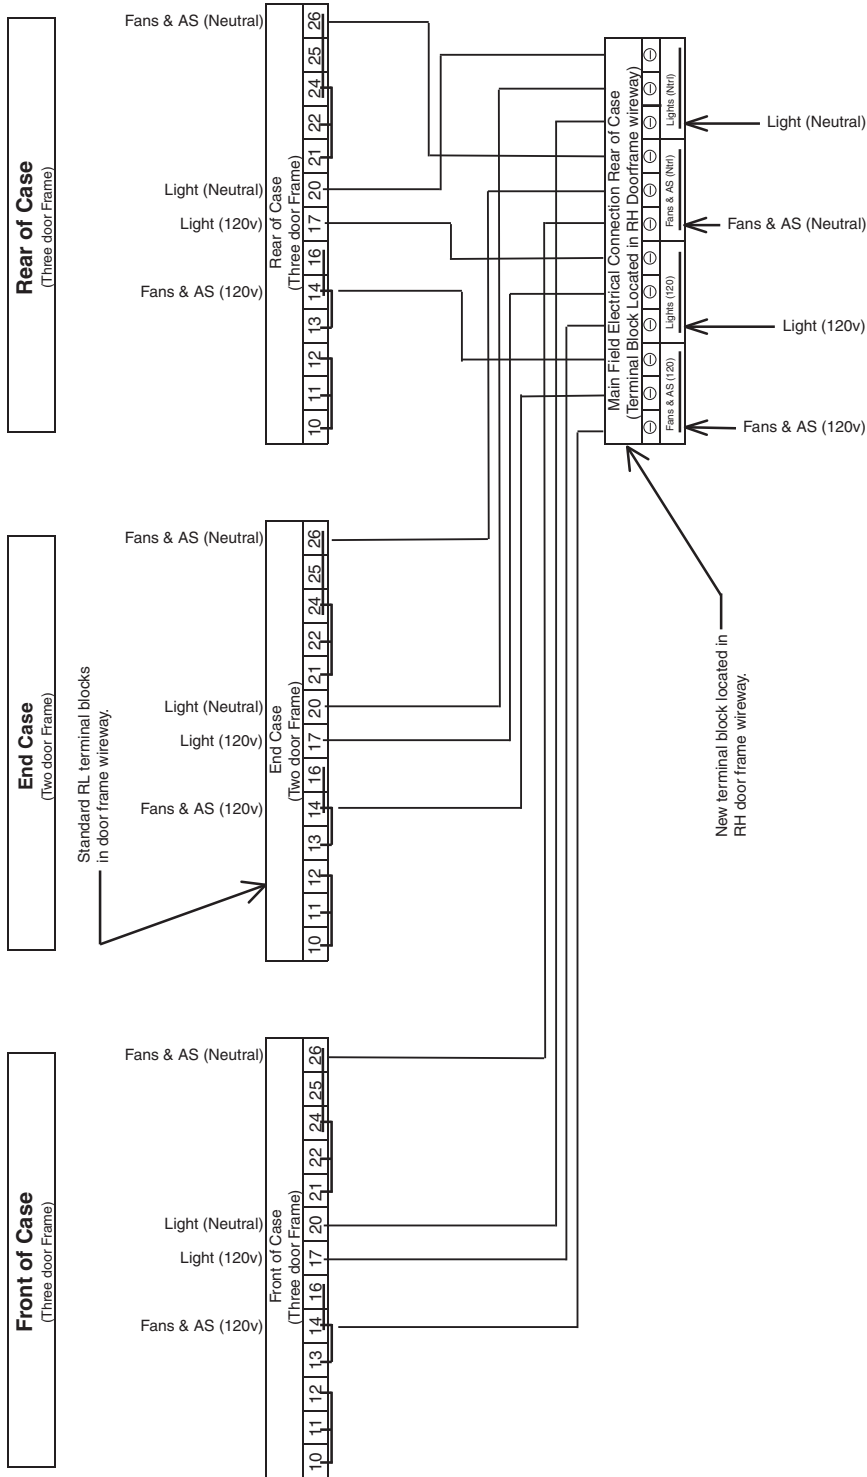 Rear of Case
(Three door Frame)
Fans & AS (Neutral)
Light (Neutral)
Light (120v)
Fans & AS (120v)
Rear of Case
(Three door Frame)
26
25
24
22
21
20
17
16
14
13
12
11
10
Main Field Electrical Connection Rear of Case
(Terminal Block Located in RH Doorframe wireway)
Lights (Ntrl)
Fans & AS (Ntrl)
Lights (120)
Fans & AS (120)
Light (Neutral)
Fans & AS (Neutral)
Light (120v)
Fans & AS (120v)
End Case
(Two door Frame)
Standard RL terminal blocks
in door frame wireway.
Fans & AS (Neutral)
Light (Neutral)
Light (120v)
Fans & AS (120v)
End Case
(Two door Frame)
26
25
24
22
21
20
17
16
14
13
12
11
10
New terminal block located in
RH door frame wireway.
Front of Case
(Three door Frame)
Fans & AS (Neutral)
Light (Neutral)
Light (120v)
Fans & AS (120v)
Front of Case
(Three door Frame)
26
25
24
22
21
20
17
16
14
13
12
11
10